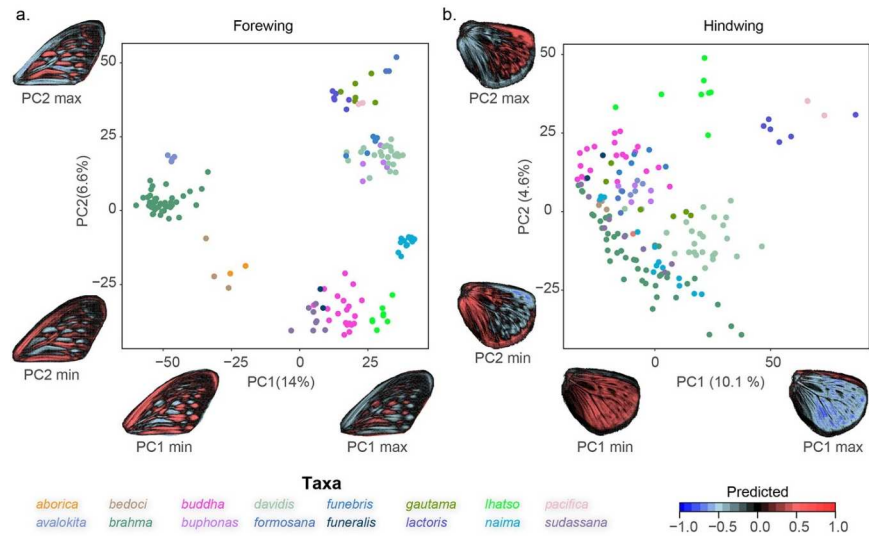 a.
Forewing
b.
Hindwing
PC2 max
PC2(6.6%)
50
25
0
−25
PC2 min
−50
−25
0
25
PC1(14%)
PC1 min
PC1 max
PC2 max
PC2 (4.6%)
50
25
0
−25
PC2 min
0
50
PC1 (10.1 %)
PC1 min
PC1 max
Taxa
aborica bedoci buddha davidis funebris gautama lhatso pacifica
avalokita brahma buphonas formosana funeralis lactoris naima sudassana
Predicted
−1.0 −0.5 0.0 0.5 1.0